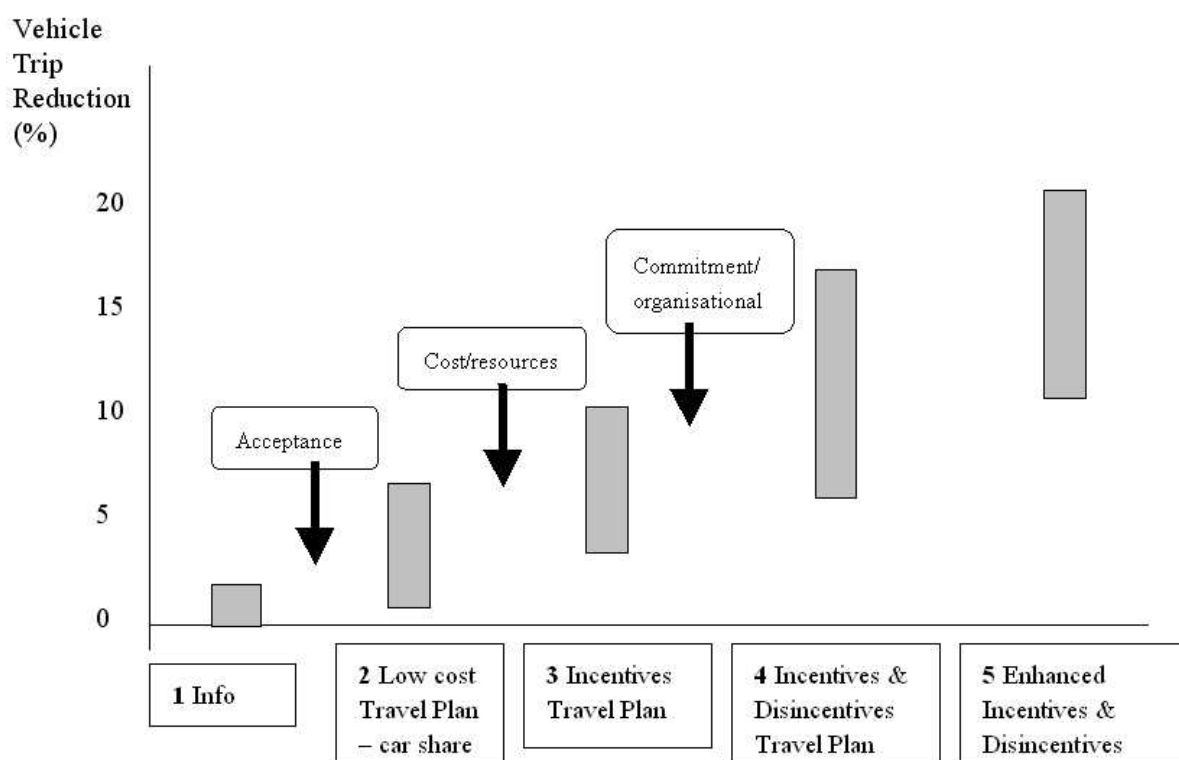 Vehicle
Trip
Reduction
(%)
20
15
10
5
0
Commitment/
organisational
Cost/resources
Acceptance
1 Info
2 Low cost
Travel Plan
– car share
3 Incentives
Travel Plan
4 Incentives &
Disincentives
Travel Plan
5 Enhanced
Incentives &
Disincentives